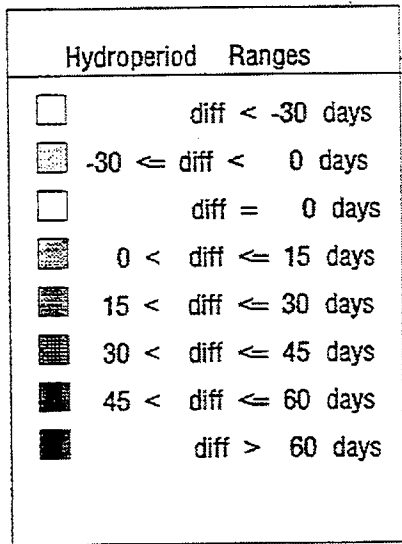 Hydroperiod Ranges
diff < -30 days
-30 <= diff < 0 days
diff = 0 days
0 < diff <= 15 days
15 < diff <= 30 days
30 < diff <= 45 days
45 < diff <= 60 days
diff > 60 days